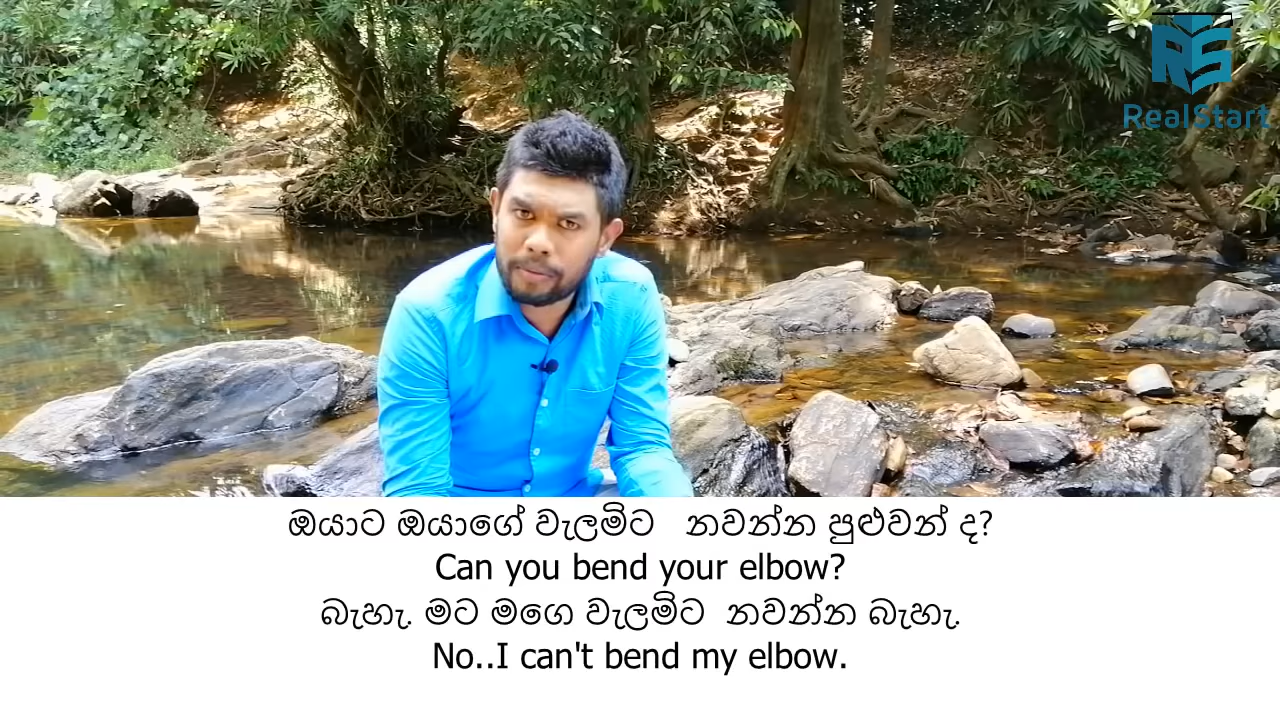 RS
RealStart
ඔයාට ඔයාගේ වැලමිට නවන්න පුළුවන් ද?
Can you bend your elbow?
බැහැ. මට මගෙ වැලමිට නවන්න බැහැ.
No..I can't bend my elbow.